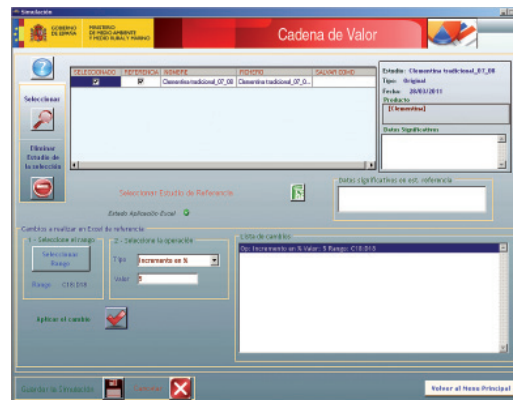 Simulación
GOBIERNO
DE ESPAÑA
MINISTERIO
DE MEDIO AMBIENTE
Y MEDIO RURAL Y MARINO
Cadena de Valor
Seleccionar
Eliminar
Estudio de
la selección
SELECCIONADO REFERENCIA NOMBRE FICHERO SALVAR COMO
Clementina tradicional_07_08 Clementina tradicional_07_0...
Estudio: Clementina tradicional_07_08
Tipo: Original
Fecha: 28/03/2011
Producto
[Clementina]
Datos Significativos
Seleccionar Estudio de Referencia
Estado Aplicación Excel
Datos significativos en est. referencia
Cambios a realizar en Excel de referencia
1 - Seleccione el rango
Seleccionar
Rango
Rango: C18:D18
2 - Seleccione la operación
Tipo Incremento en %
Valor 5
Aplicar el cambio
Lista de cambios:
Op: Incremento en % Valor: 5 Rango: C18:D18
Guardar la Simulación
Cancelar
Volver al Menu Principal